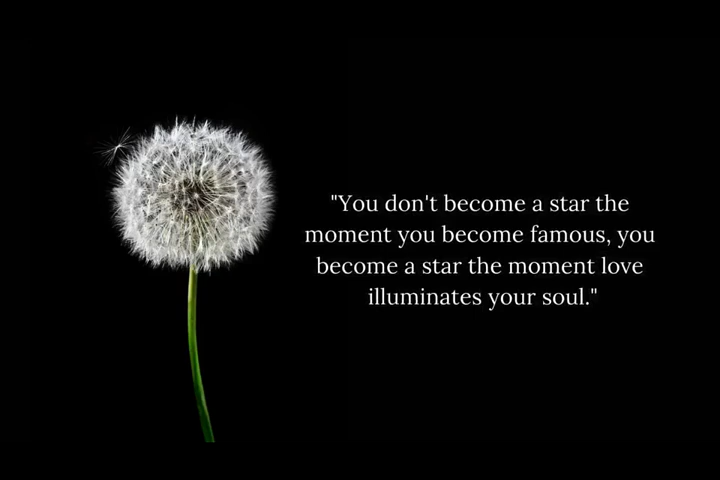 "You don't become a star the
moment you become famous, you
become a star the moment love
illuminates your soul."